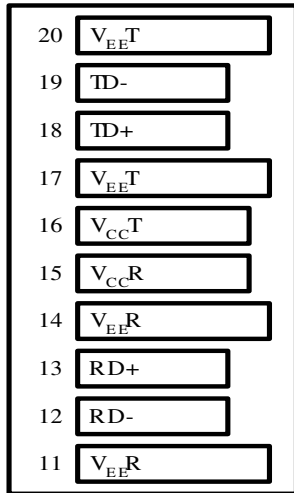 20 VEET
19 TD-
18 TD+
17 VEET
16 VCCT
15 VCCR
14 VEER
13 RD+
12 RD-
11 VEER